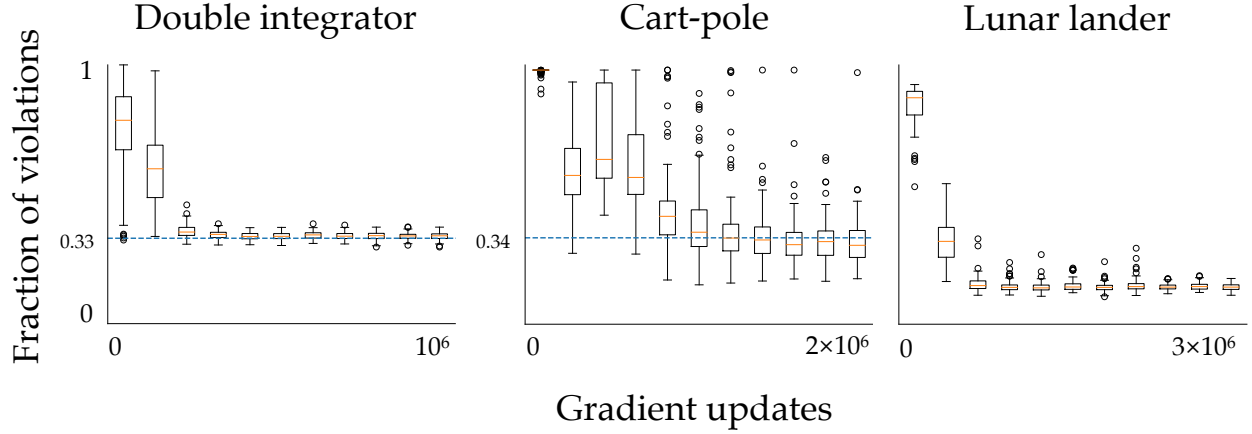 Double integrator
Cart-pole
Lunar lander
Fraction of violations
1
0.33
0
0.34
0
10⁶
0
2×10⁶
0
3×10⁶
Gradient updates